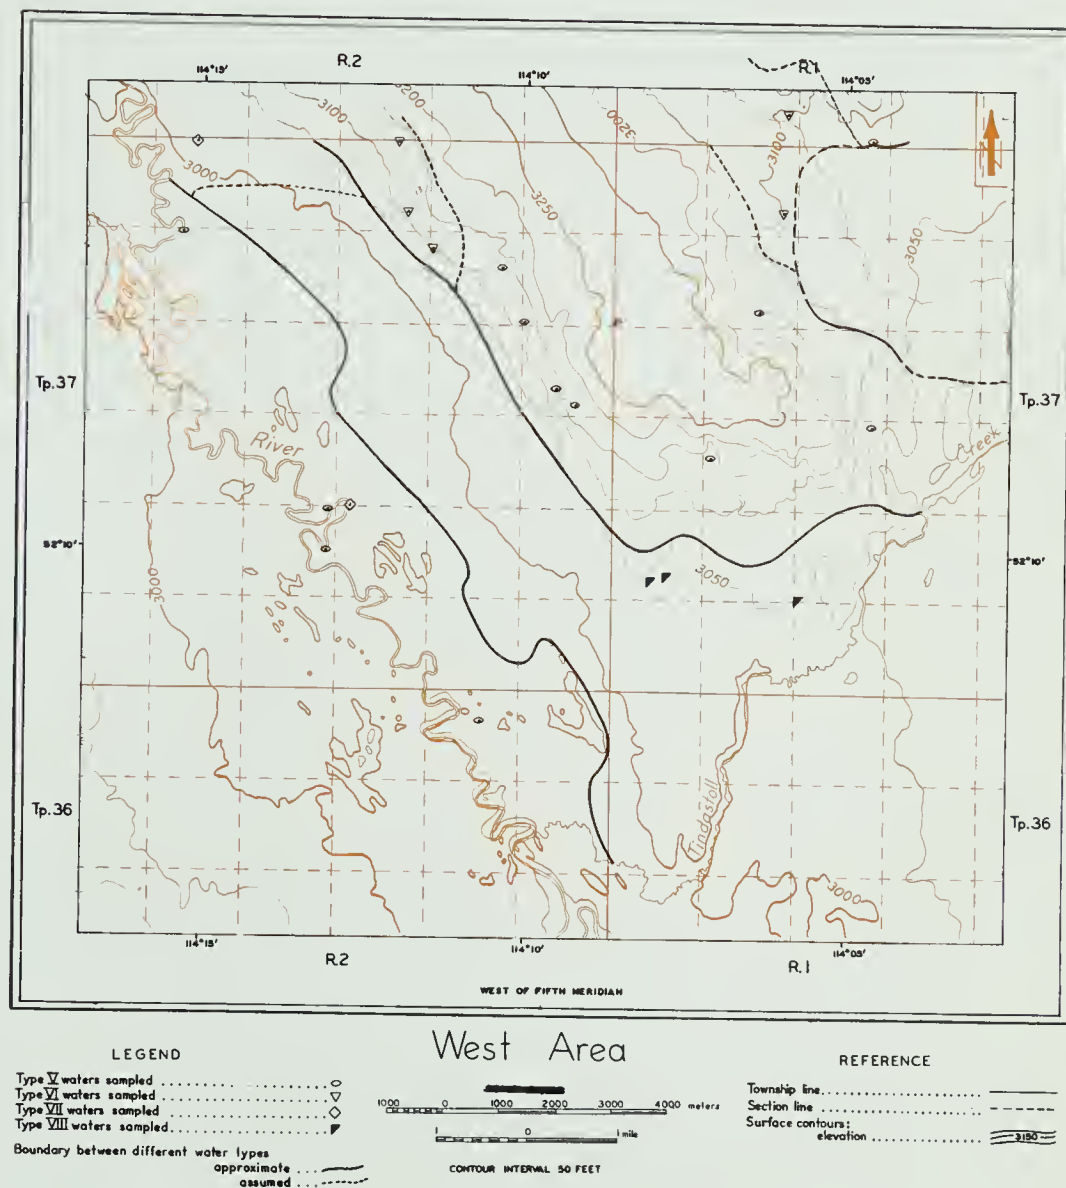 R.2
R.1
114°15'
114°10'
114°05'
3100
3200
3200
3100
3000
3250
3050
Tp.37
Tp.37
River
Creek
52°10'
52°10'
3050
3000
Tindastoll
Tp.36
Tp.36
3000
114°15'
114°10'
114°05'
R.2
R.1
WEST OF FIFTH MERIDIAN
West Area
LEGEND
Type V waters sampled
Type VI waters sampled
Type VII waters sampled
Type VIII waters sampled
Boundary between different water types
approximate
assumed
1000 0 1000 2000 3000 4000 meters
1 0 1 mile
CONTOUR INTERVAL 50 FEET
REFERENCE
Township line
Section line
Surface contours:
elevation 3150